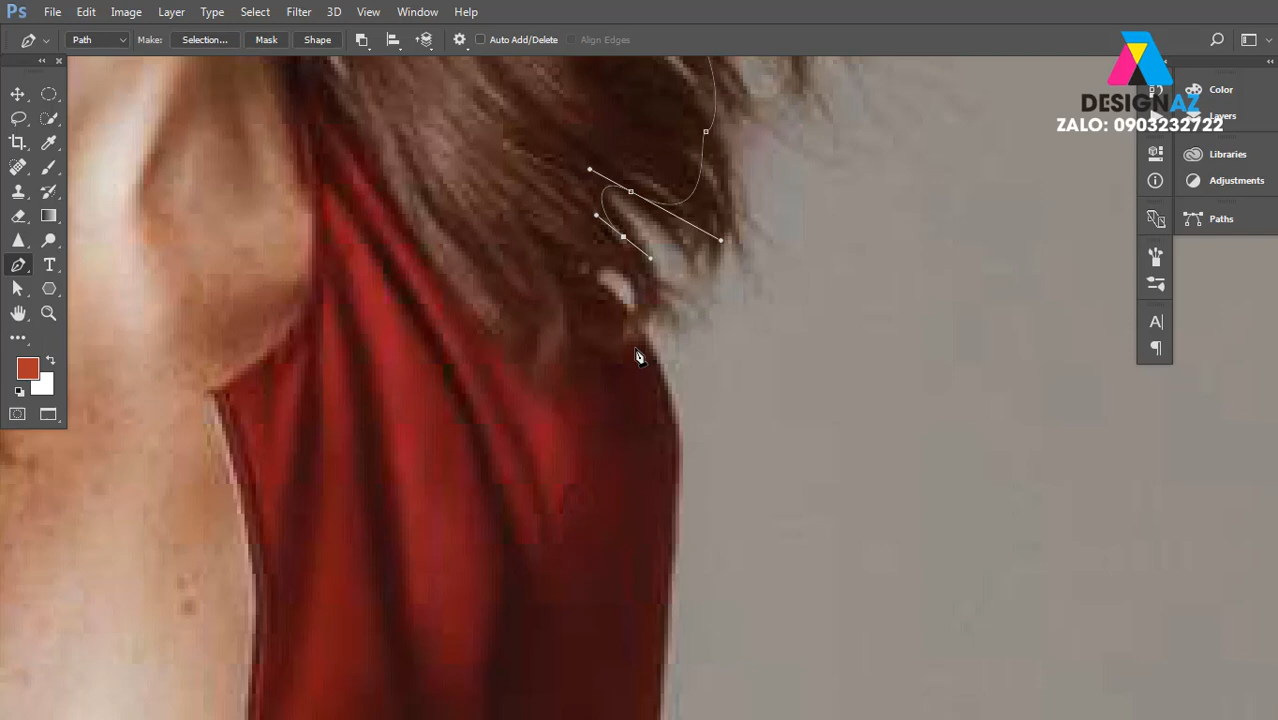 Ps File Edit Image Layer Type Select Filter 3D View Window Help
Path Make: Selection... Mask Shape Auto Add/Delete Align Edges
DESIGNAZ
ZALO: 0903232722
Color
Layers
Libraries
Adjustments
Paths